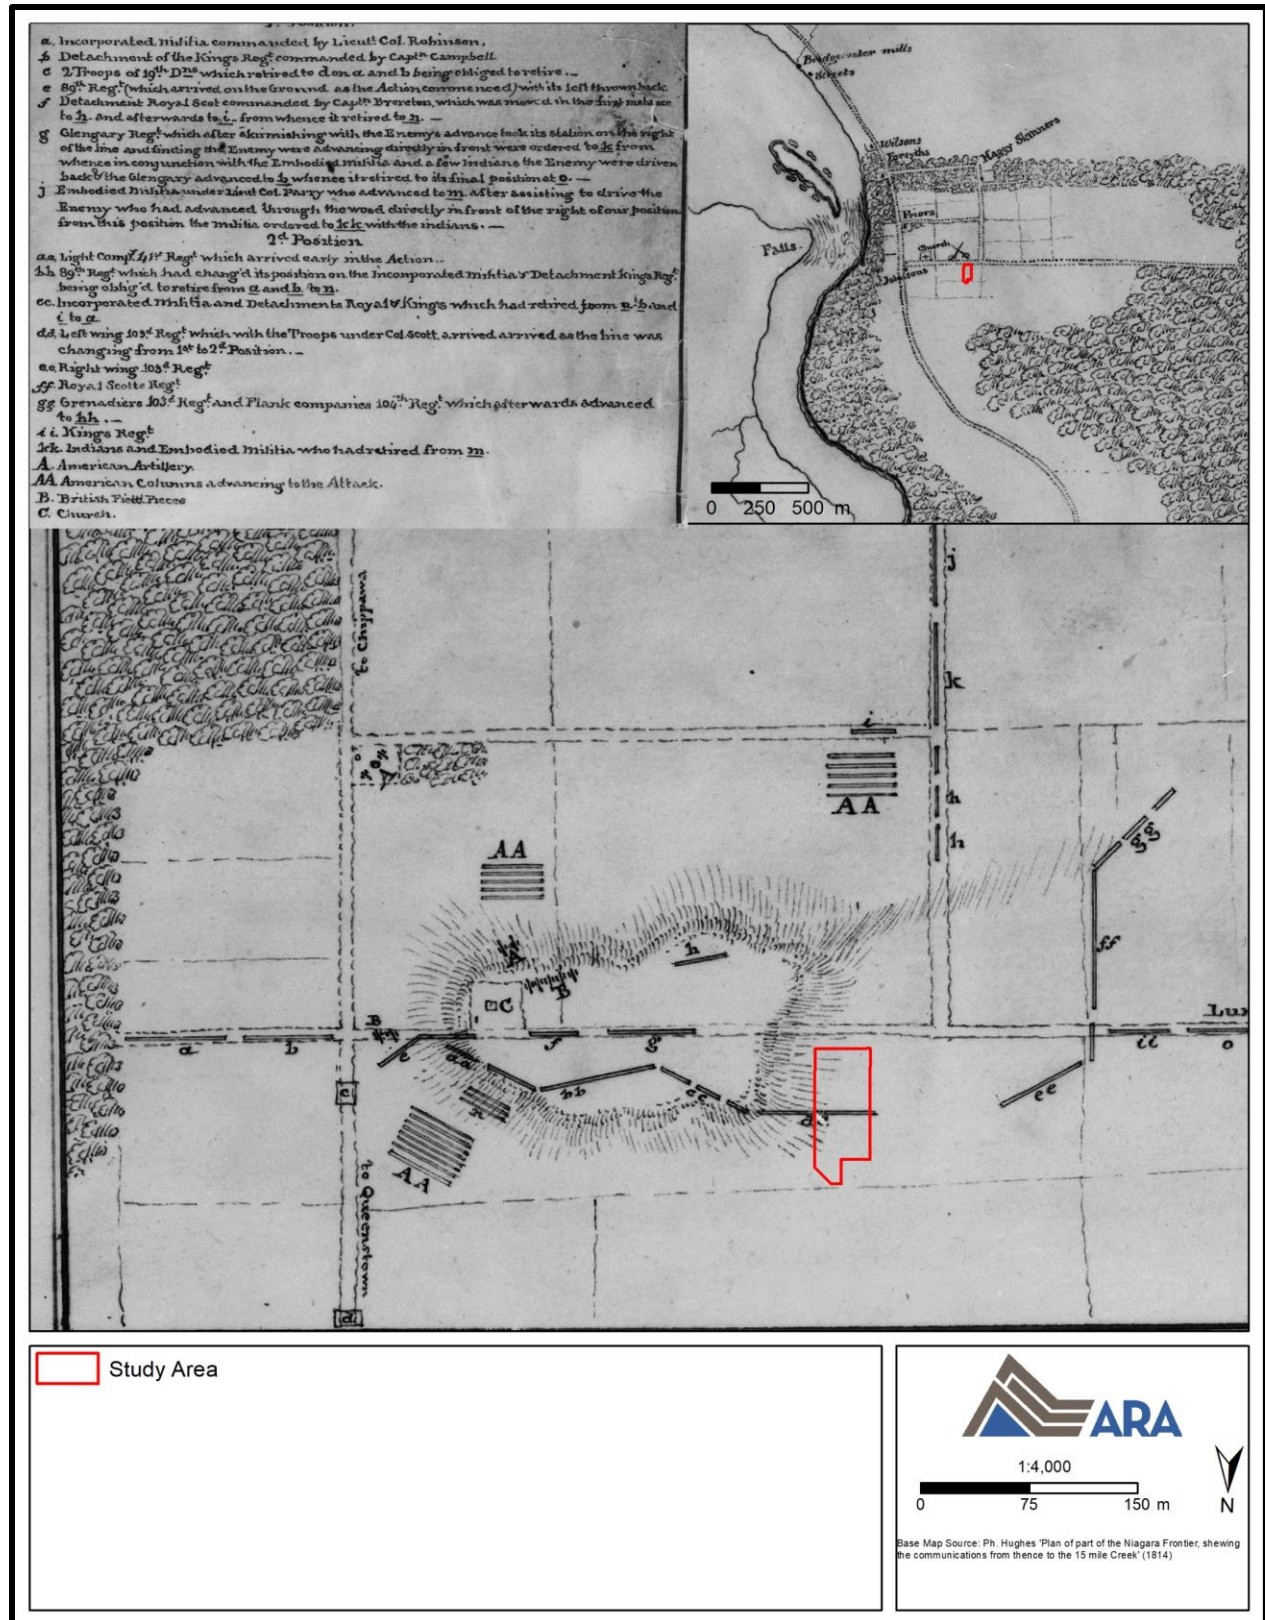 a, Incorporated Militia commanded by Lieut. Col. Robinson.
b Detachment of the Kings Regt. commanded by Captn Campbell
c 2 Troops of 19th Dns which retired to d on a and b being obliged to retire. —
e 89th Regt. (which arrived on the Ground as the Action commenced) with its left thrown back
f Detachment Royal Scot commanded by Captn Brereton, which was moved in the first instance
to h. and afterwards to i. from whence it retired to n. —
g Glengary Regt. which after skirmishing with the Enemys advance took its station on the right
of the line and finding the Enemy were advancing directly in front were ordered to k from
whence in conjunction with the Embodied militia and a few Indians the Enemy were driven
back & the Glengary advanced to h whence it retired to its final position at o. —
j Embodied Militia under Lieut Col. Parry who advanced to m. after assisting to drive the
Enemy who had advanced through the wood directly in front of the right of our position
from this position the militia ordered to kk with the indians. —
2d Position
aa, Light Compy. 41st Regt which arrived early in the Action..
bb 89th Regt which had chang'd its position on the Incorporated Militia & Detachment Kings Regt.
being oblig'd to retire from a and b to n.
cc. Incorporated Militia and Detachments Royal & Kings which had retired from a. b and
i to a
dd, Left wing 103d Regt. which with the Troops under Col. Scott, arrived arrived as the line was
changing from 1st to 2d Position. —
ee, Right wing 103d Regt
ff. Royal Scotts Regt
gg Grenadiers 103d Regt. and Flank companies 104th Regt. which afterwards advanced
to hh. —
ii. Kings Regt
kk. Indians and Embodied Militia who had retired from m.
A. American Artillery.
AA American Columns advancing to the Attack.
B. British Field Pieces
C. Church.
Bridgewater mills
Streets
Wilsons
Forsyths
Haggy Skinners
Priors
Falls.
Church
Johnsons
0 250 500 m
to Chippawa
j
k
i
AA
h
h
AA
A
gg
h
ff
B
C
B
Lun
a
b
e
aa
f
g
ii
o
c
bb
cc
ee
n
d
AA
to Queenstown
d
Study Area
ARA
1:4,000
0 75 150 m
N
Base Map Source: Ph. Hughes 'Plan of part of the Niagara Frontier, shewing
the communications from thence to the 15 mile Creek' (1814)